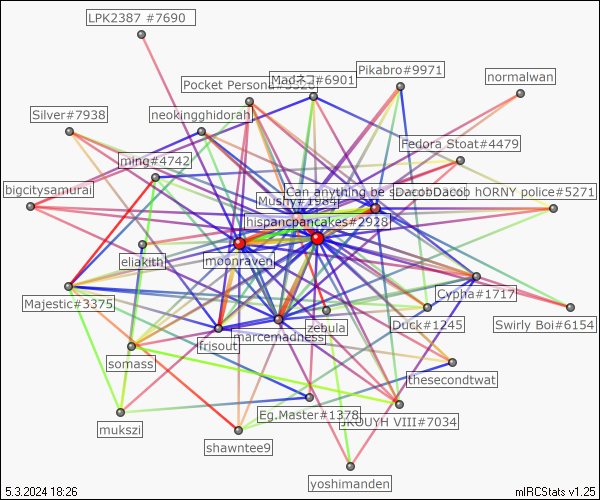 LPK2387 #7690
Pikabro#9971
Madネコ#6901
normalwan
Pocket Persona
Silver#7938
neokingghidorah
Fedora Stoat#4479
ming#4742
bigcitysamurai
Can anything be
DacobDacob hORNY police#5271
Mushy#1984
hispancpancakes#2928
eliakith
moonraven
Majestic#3375
Cypha#1717
zebula
Duck#1245
Swirly Boi#6154
marcemadness
frisout
somass
thesecondtwat
mukszi
Eg.Master#1378
JKOUYH VIII#7034
shawntee9
yoshimanden
5.3.2024 18:26
mIRCStats v1.25